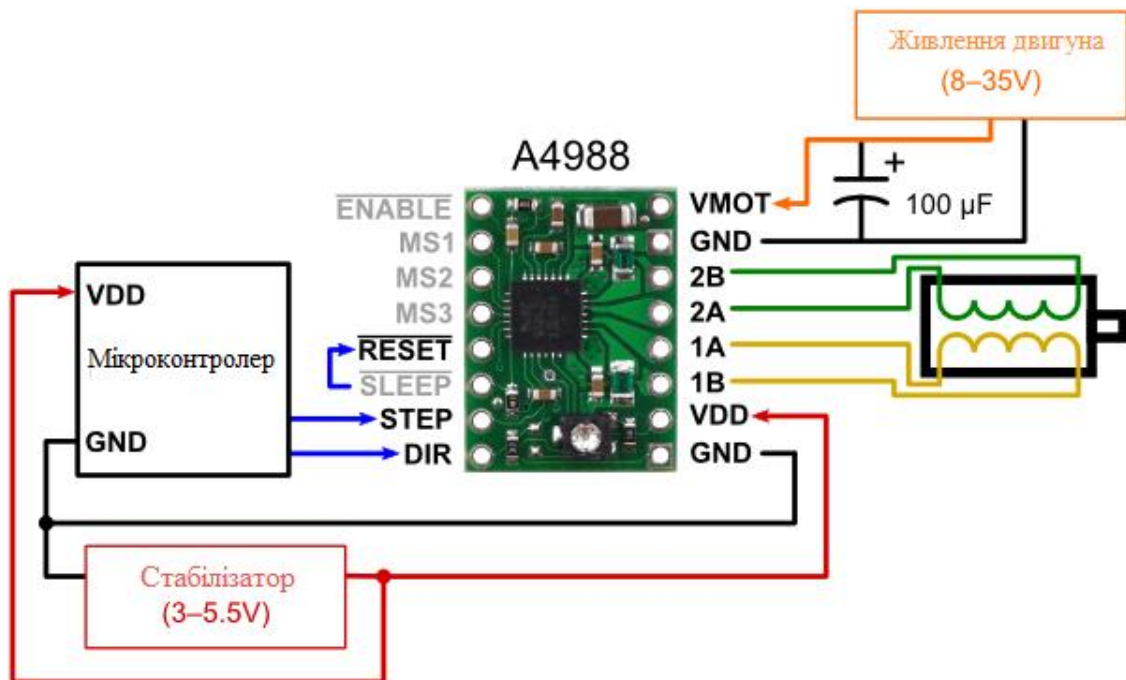 Живлення двигуна
(8–35V)
A4988
ENABLE
MS1
MS2
MS3
RESET
SLEEP
STEP
DIR
VMOT
GND
2B
2A
1A
1B
VDD
GND
+
100 µF
VDD
Мікроконтролер
GND
Стабілізатор
(3–5.5V)